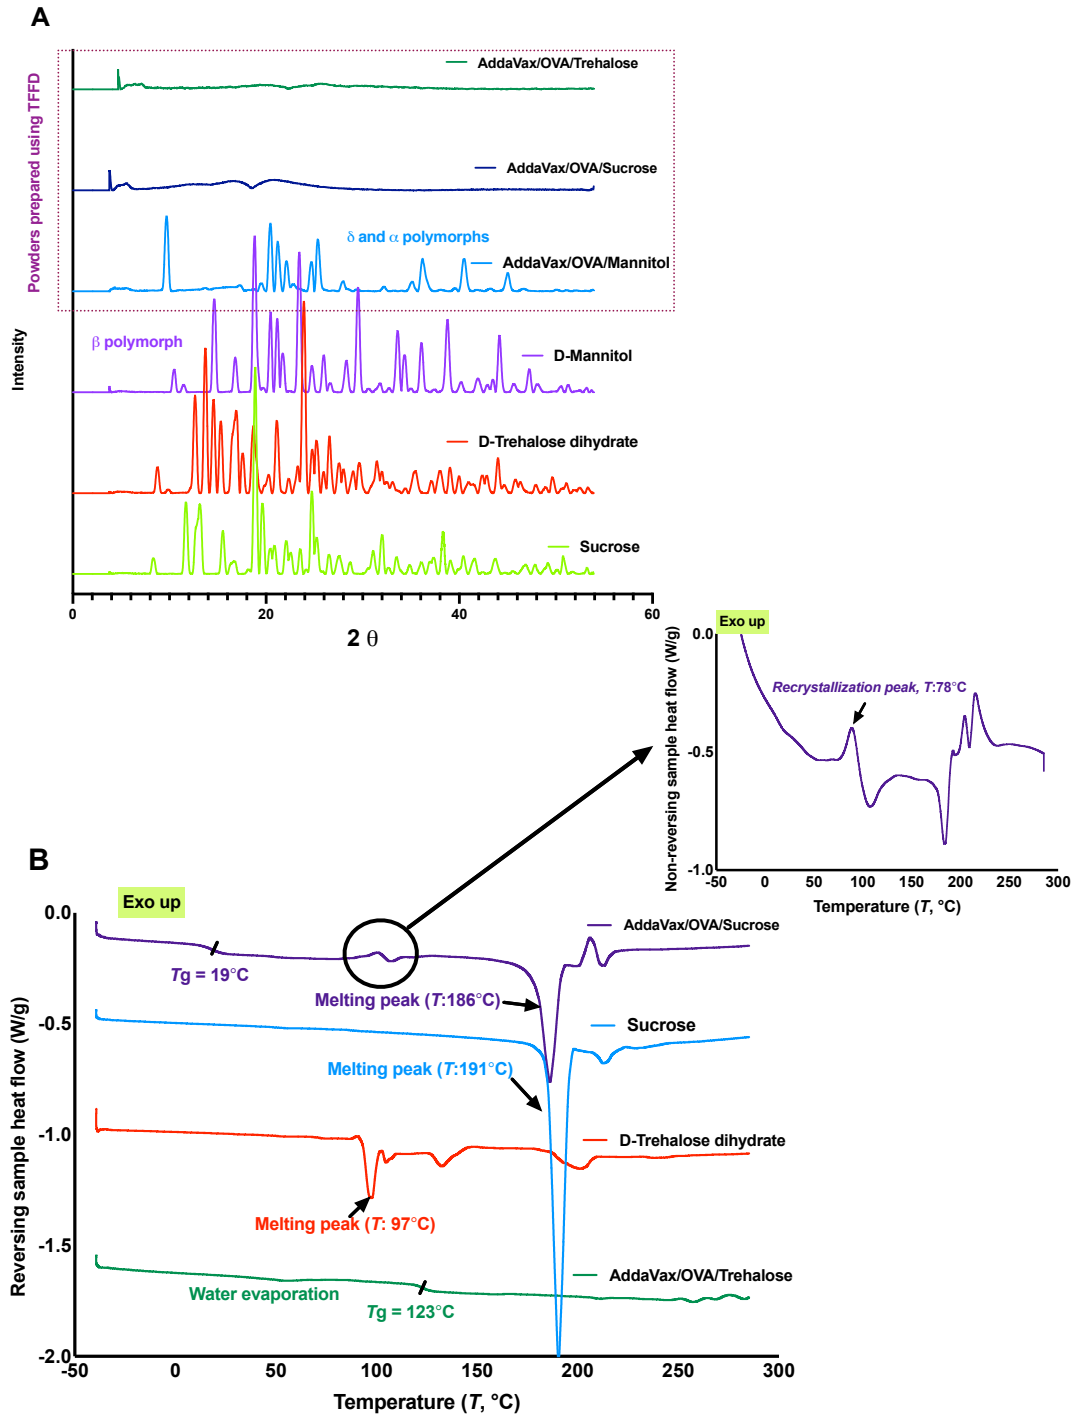 A
Powders prepared using TFFD
AddaVax/OVA/Trehalose
AddaVax/OVA/Sucrose
δ and α polymorphs
AddaVax/OVA/Mannitol
β polymorph
D-Mannitol
D-Trehalose dihydrate
Sucrose
Intensity
0 20 40 60
2 θ
Exo up
Recrystallization peak, T:78°C
Non-reversing sample heat flow (W/g)
0.0
-0.5
-1.0
-50 0 50 100 150 200 250 300
Temperature (T, °C)
B
Exo up
AddaVax/OVA/Sucrose
Tg = 19°C
Melting peak (T:186°C)
Sucrose
Melting peak (T:191°C)
D-Trehalose dihydrate
Melting peak (T: 97°C)
AddaVax/OVA/Trehalose
Water evaporation
Tg = 123°C
Reversing sample heat flow (W/g)
0.0
-0.5
-1.0
-1.5
-2.0
-50 0 50 100 150 200 250 300
Temperature (T, °C)